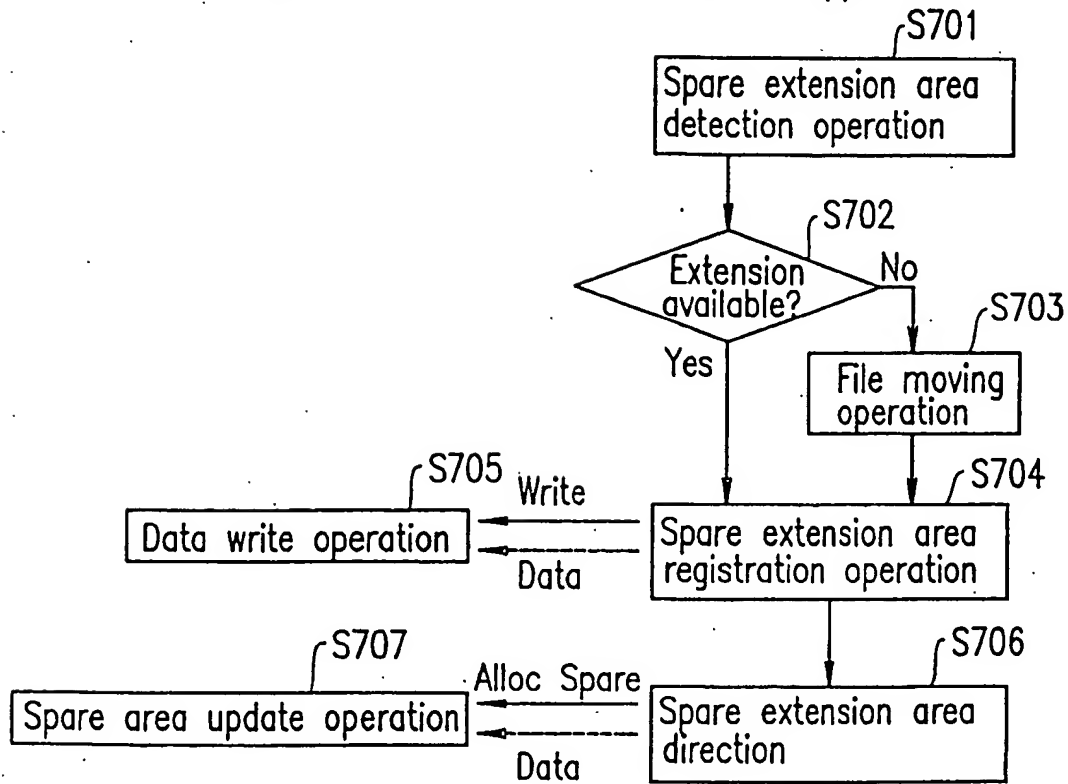 S701
Spare extension area
detection operation
S702
Extension
available?
No
S703
Yes
File moving
operation
S705
Write
S704
Data write operation
Spare extension area
registration operation
Data
S707
S706
Alloc Spare
Spare area update operation
Spare extension area
direction
Data